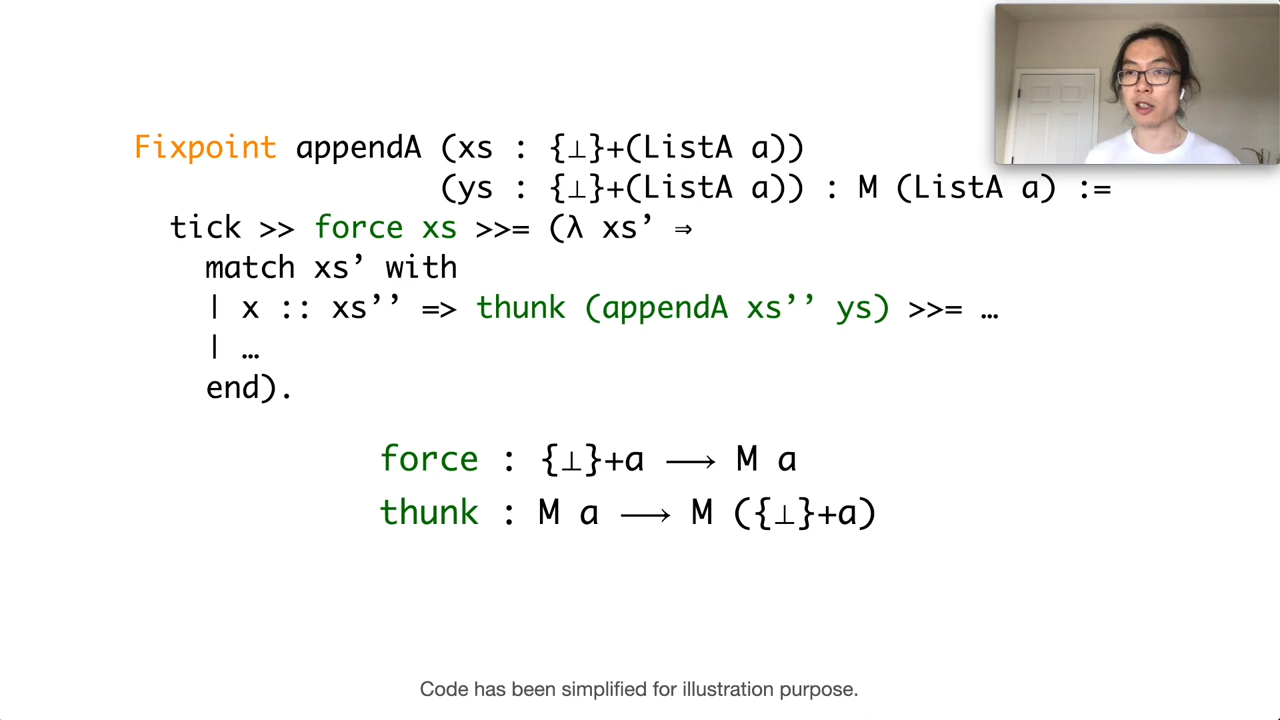 Fixpoint appendA (xs : {⊥}+(ListA a))
(ys : {⊥}+(ListA a)) : M (ListA a) :=
tick >> force xs >>= (λ xs’ ⇒
match xs’ with
| x :: xs’’ => thunk (appendA xs’’ ys) >>= …
| …
end).
force : {⊥}+a ⟶ M a
thunk : M a ⟶ M ({⊥}+a)
Code has been simplified for illustration purpose.